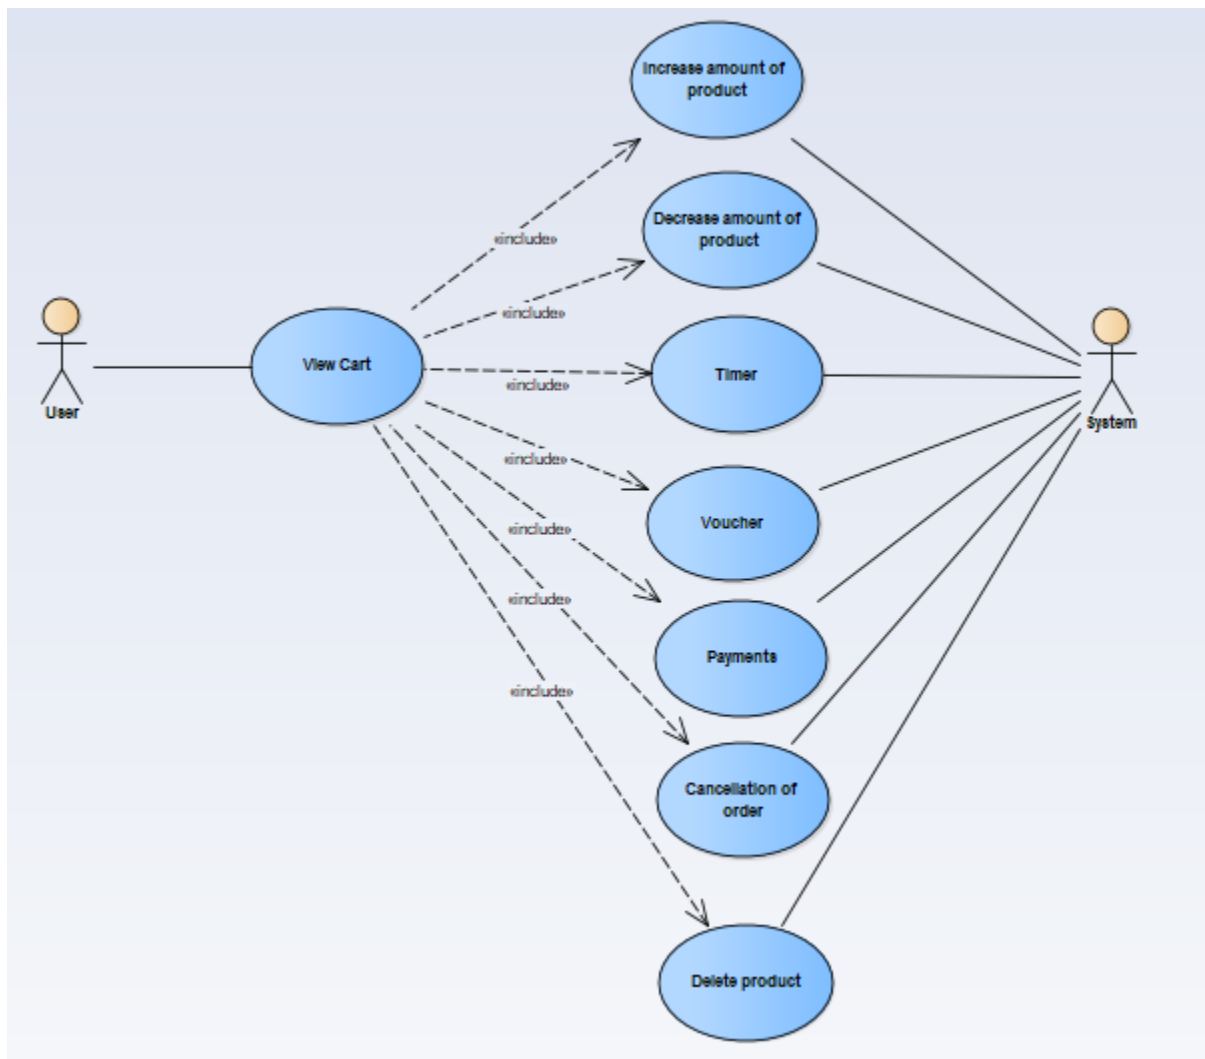 Increase amount of
product
Decrease amount of
product
«include»
«include»
View Cart
Timer
«include»
User
System
«include»
Voucher
«include»
«include»
Payments
«include»
Cancellation of
order
Delete product